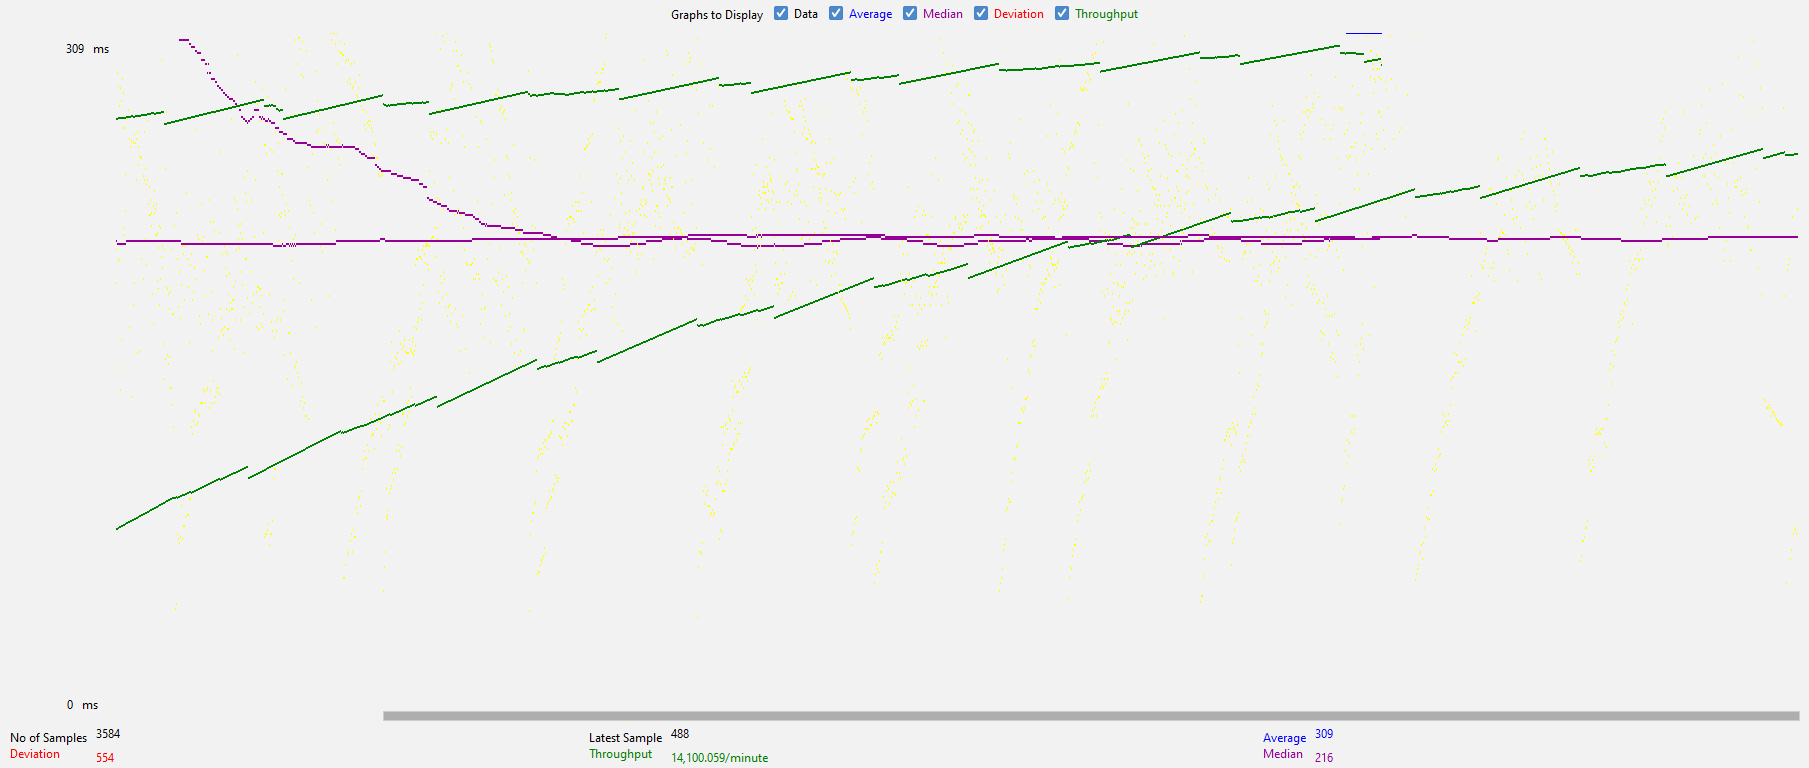 Graphs to Display Data Average Median Deviation Throughput
309 ms
0 ms
No of Samples 3584 Latest Sample 488 Average 309
Deviation 554 Throughput 14,100.059/minute Median 216